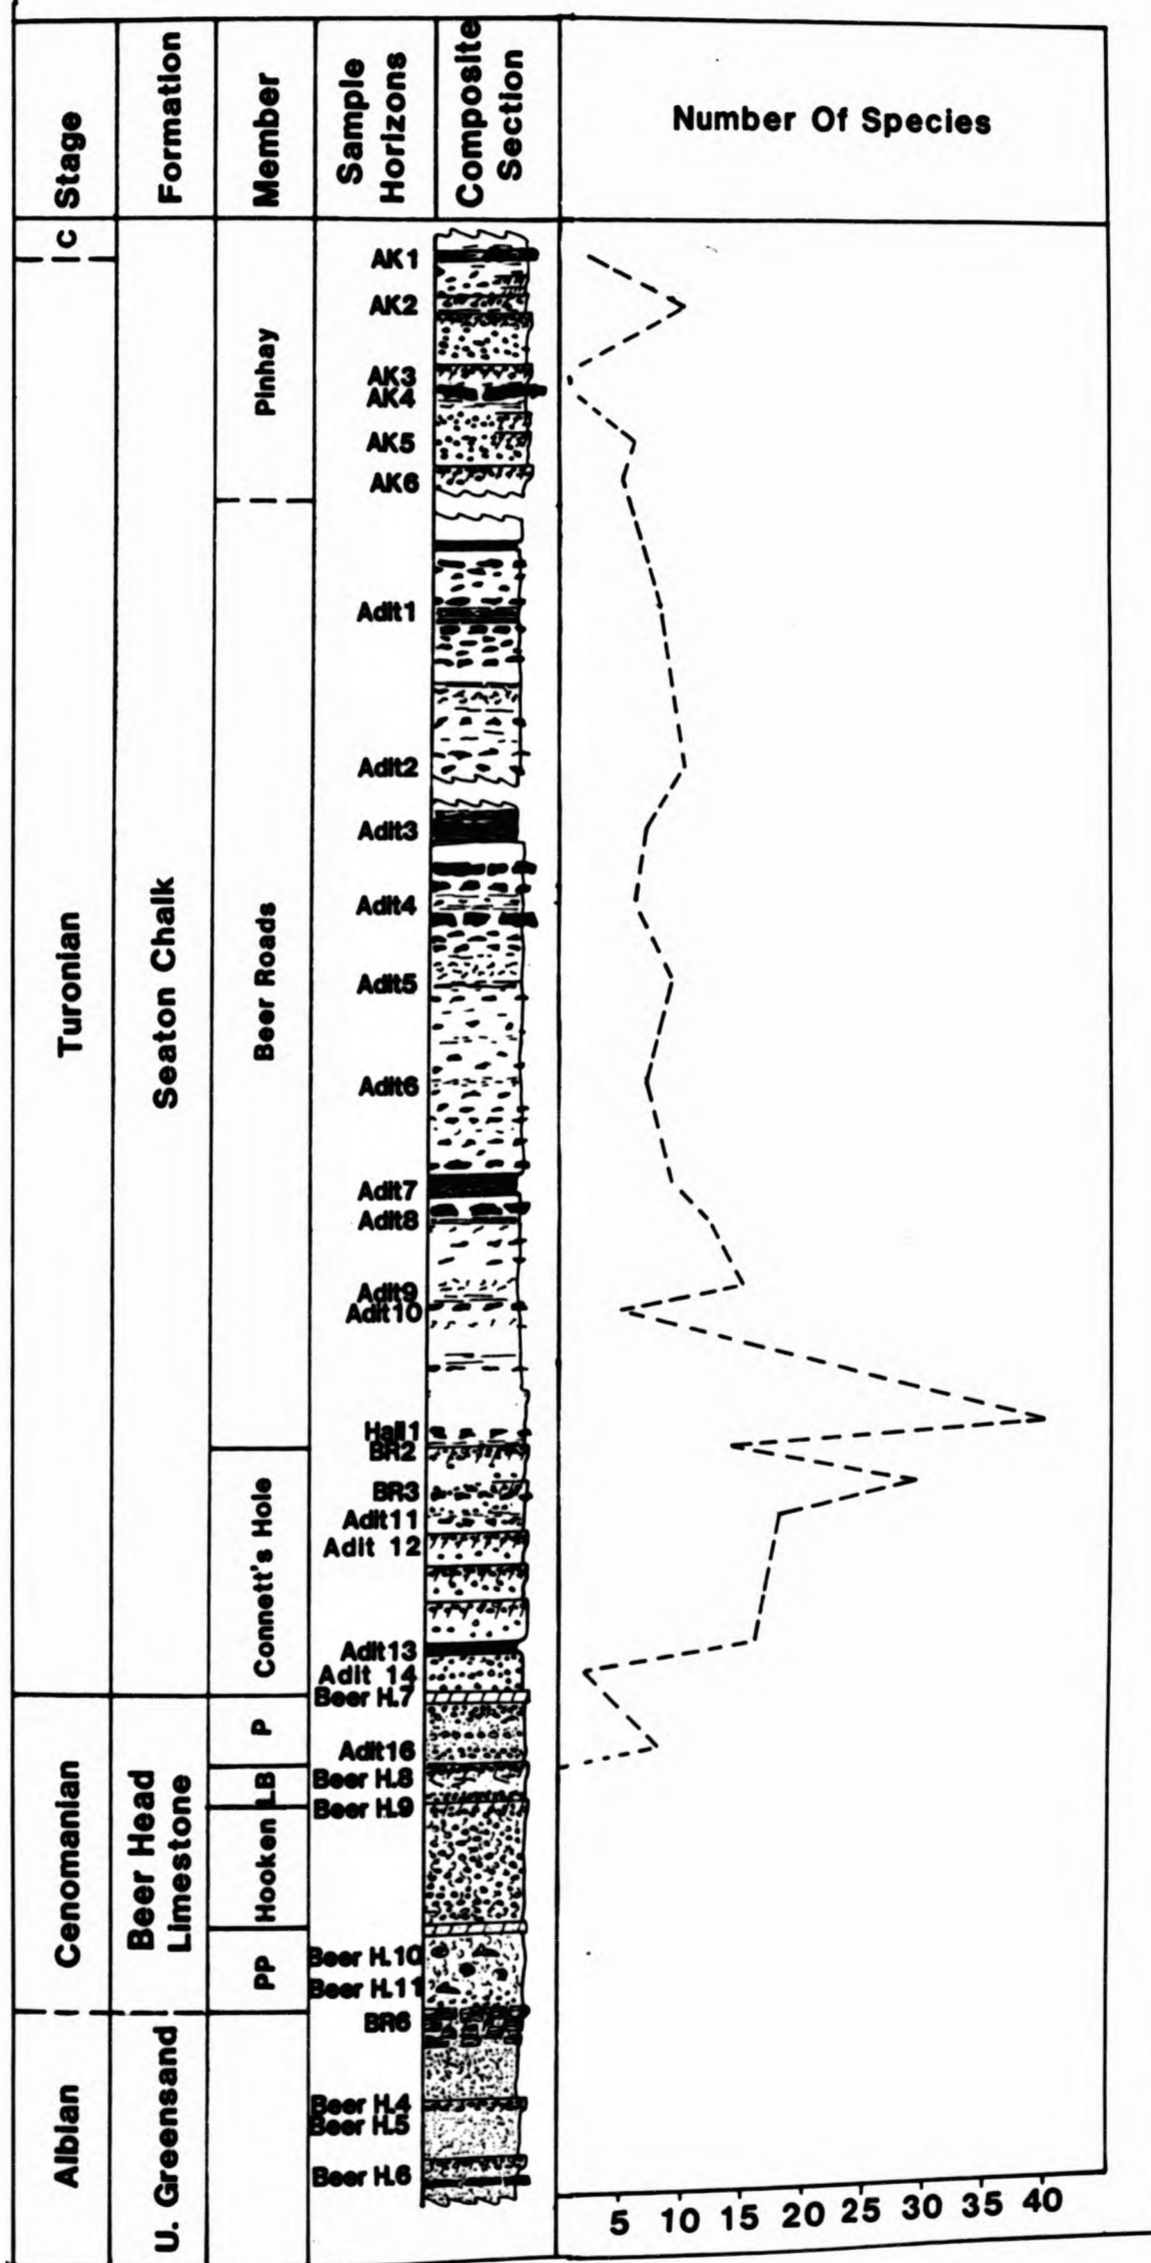 Stage
Formation
Member
Sample
Horizons
Composite
Section
Number Of Species
C
Turonian
Cenomanian
Albian
Seaton Chalk
Beer Head
Limestone
U. Greensand
Pinhay
Beer Roads
Connett's Hole
P
LB
Hooken
PP
AK1
AK2
AK3
AK4
AK5
AK6
Adit1
Adit2
Adit3
Adit4
Adit5
Adit6
Adit7
Adit8
Adit9
Adit10
Hall1
BR2
BR3
Adit11
Adit 12
Adit13
Adit 14
Beer H.7
Adit16
Beer H.8
Beer H.9
Beer H.10
Beer H.11
BR6
Beer H.4
Beer H.5
Beer H.6
5 10 15 20 25 30 35 40